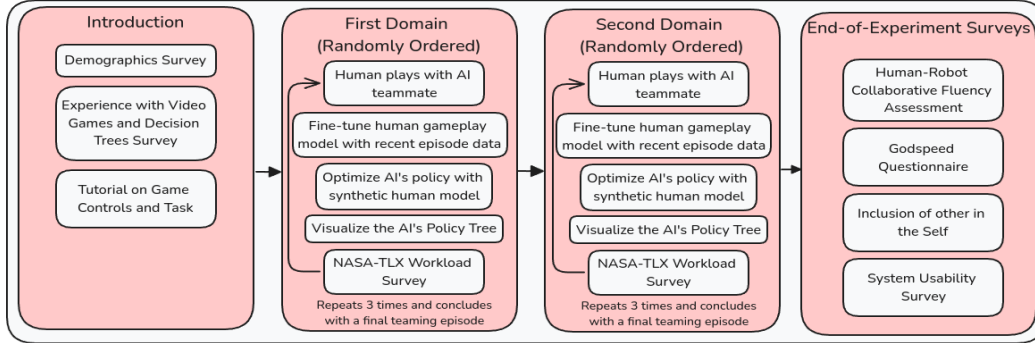 Introduction
Demographics Survey
Experience with Video
Games and Decision
Trees Survey
Tutorial on Game
Controls and Task
First Domain
(Randomly Ordered)
Human plays with AI
teammate
Fine-tune human gameplay
model with recent episode data
Optimize AI's policy with
synthetic human model
Visualize the AI's Policy Tree
NASA-TLX Workload
Survey
Repeats 3 times and concludes
with a final teaming episode
Second Domain
(Randomly Ordered)
Human plays with AI
teammate
Fine-tune human gameplay
model with recent episode data
Optimize AI's policy with
synthetic human model
Visualize the AI's Policy Tree
NASA-TLX Workload
Survey
Repeats 3 times and concludes
with a final teaming episode
End-of-Experiment Surveys
Human-Robot
Collaborative Fluency
Assessment
Godspeed
Questionnaire
Inclusion of other in
the Self
System Usability
Survey